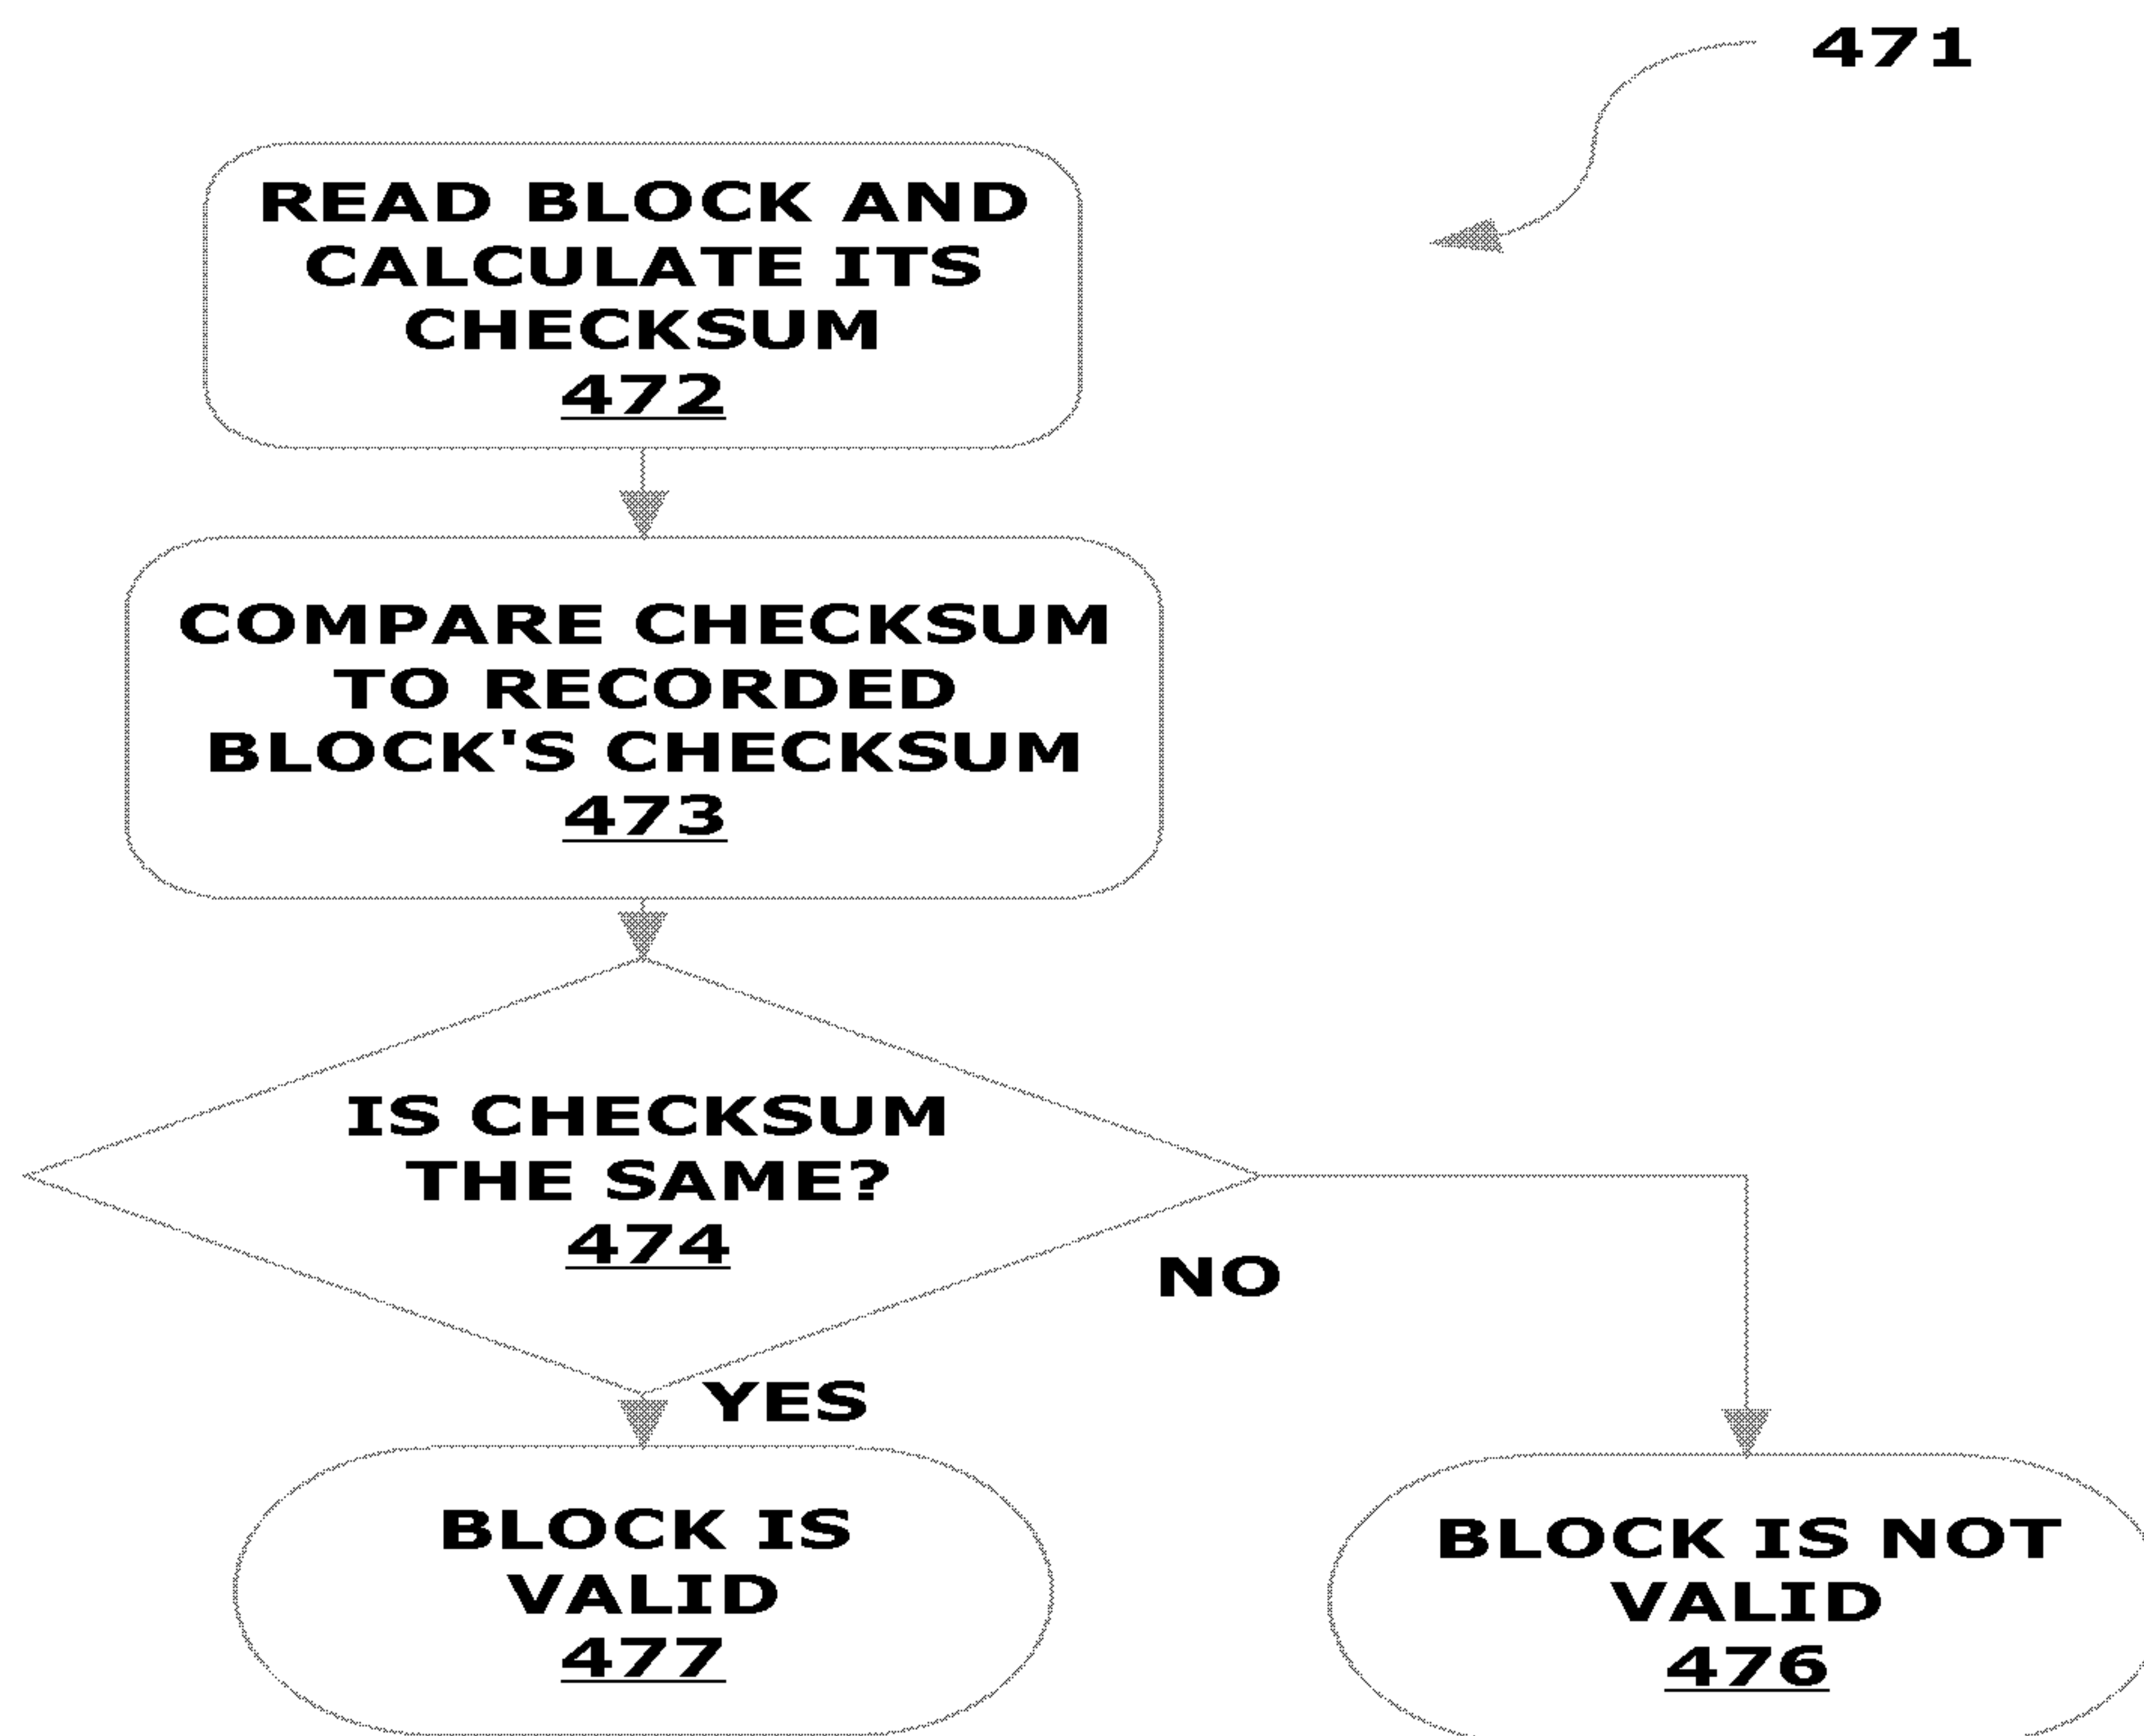 471
READ BLOCK AND
CALCULATE ITS
CHECKSUM
472
COMPARE CHECKSUM
TO RECORDED
BLOCK'S CHECKSUM
473
IS CHECKSUM
THE SAME?
474
NO
YES
BLOCK IS
VALID
477
BLOCK IS NOT
VALID
476